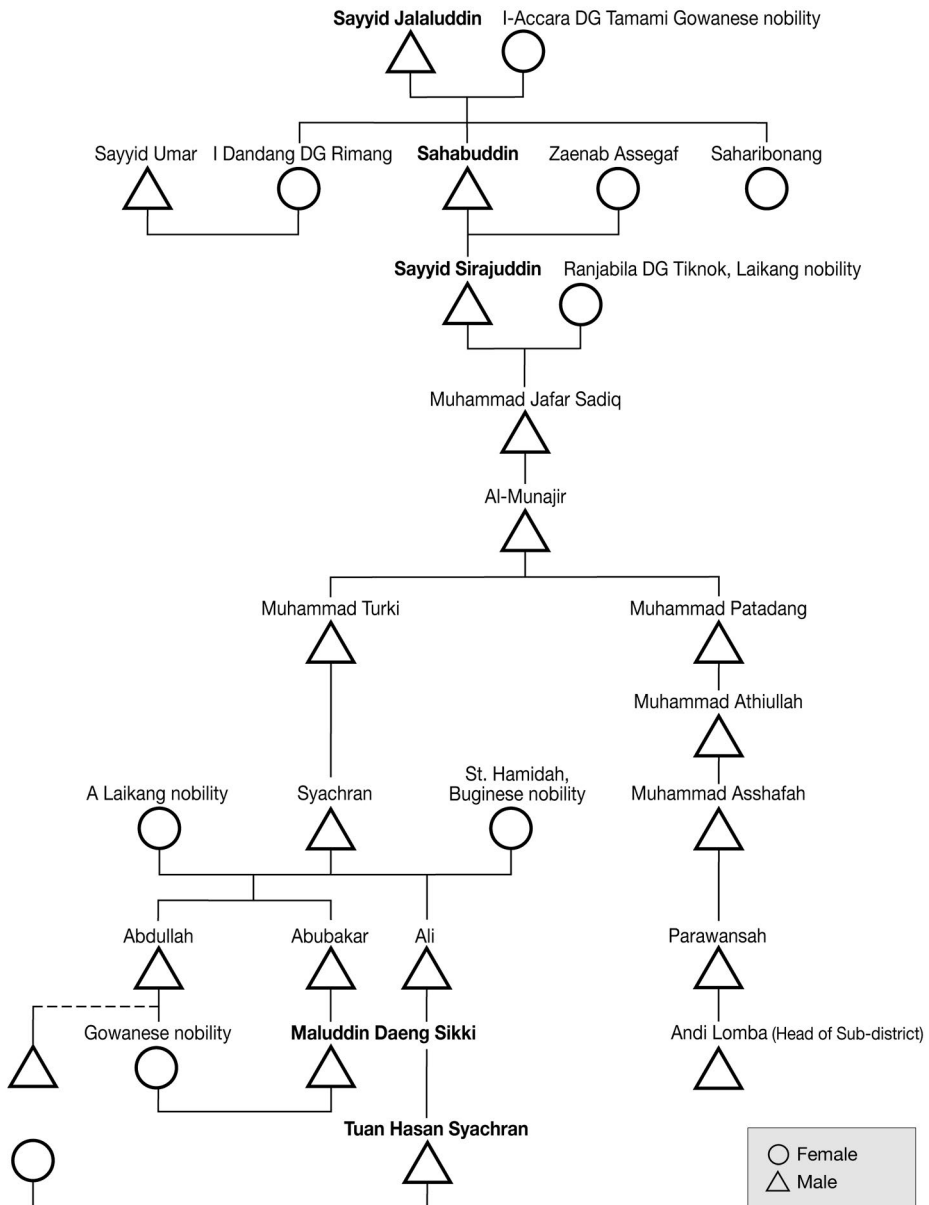 Sayyid Jalaluddin
I-Accara DG Tamami Gowanese nobility
Sayyid Umar
I Dandang DG Rimang
Sahabuddin
Zaenab Assegaf
Saharibonang
Sayyid Sirajuddin
Ranjabila DG Tiknok, Laikang nobility
Muhammad Jafar Sadiq
Al-Munajir
Muhammad Turki
Muhammad Patadang
Muhammad Athiullah
A Laikang nobility
Syachran
St. Hamidah,
Buginese nobility
Muhammad Asshafah
Abdullah
Abubakar
Ali
Parawansah
Gowanese nobility
Maluddin Daeng Sikki
Andi Lomba (Head of Sub-district)
Tuan Hasan Syachran
Female
Male